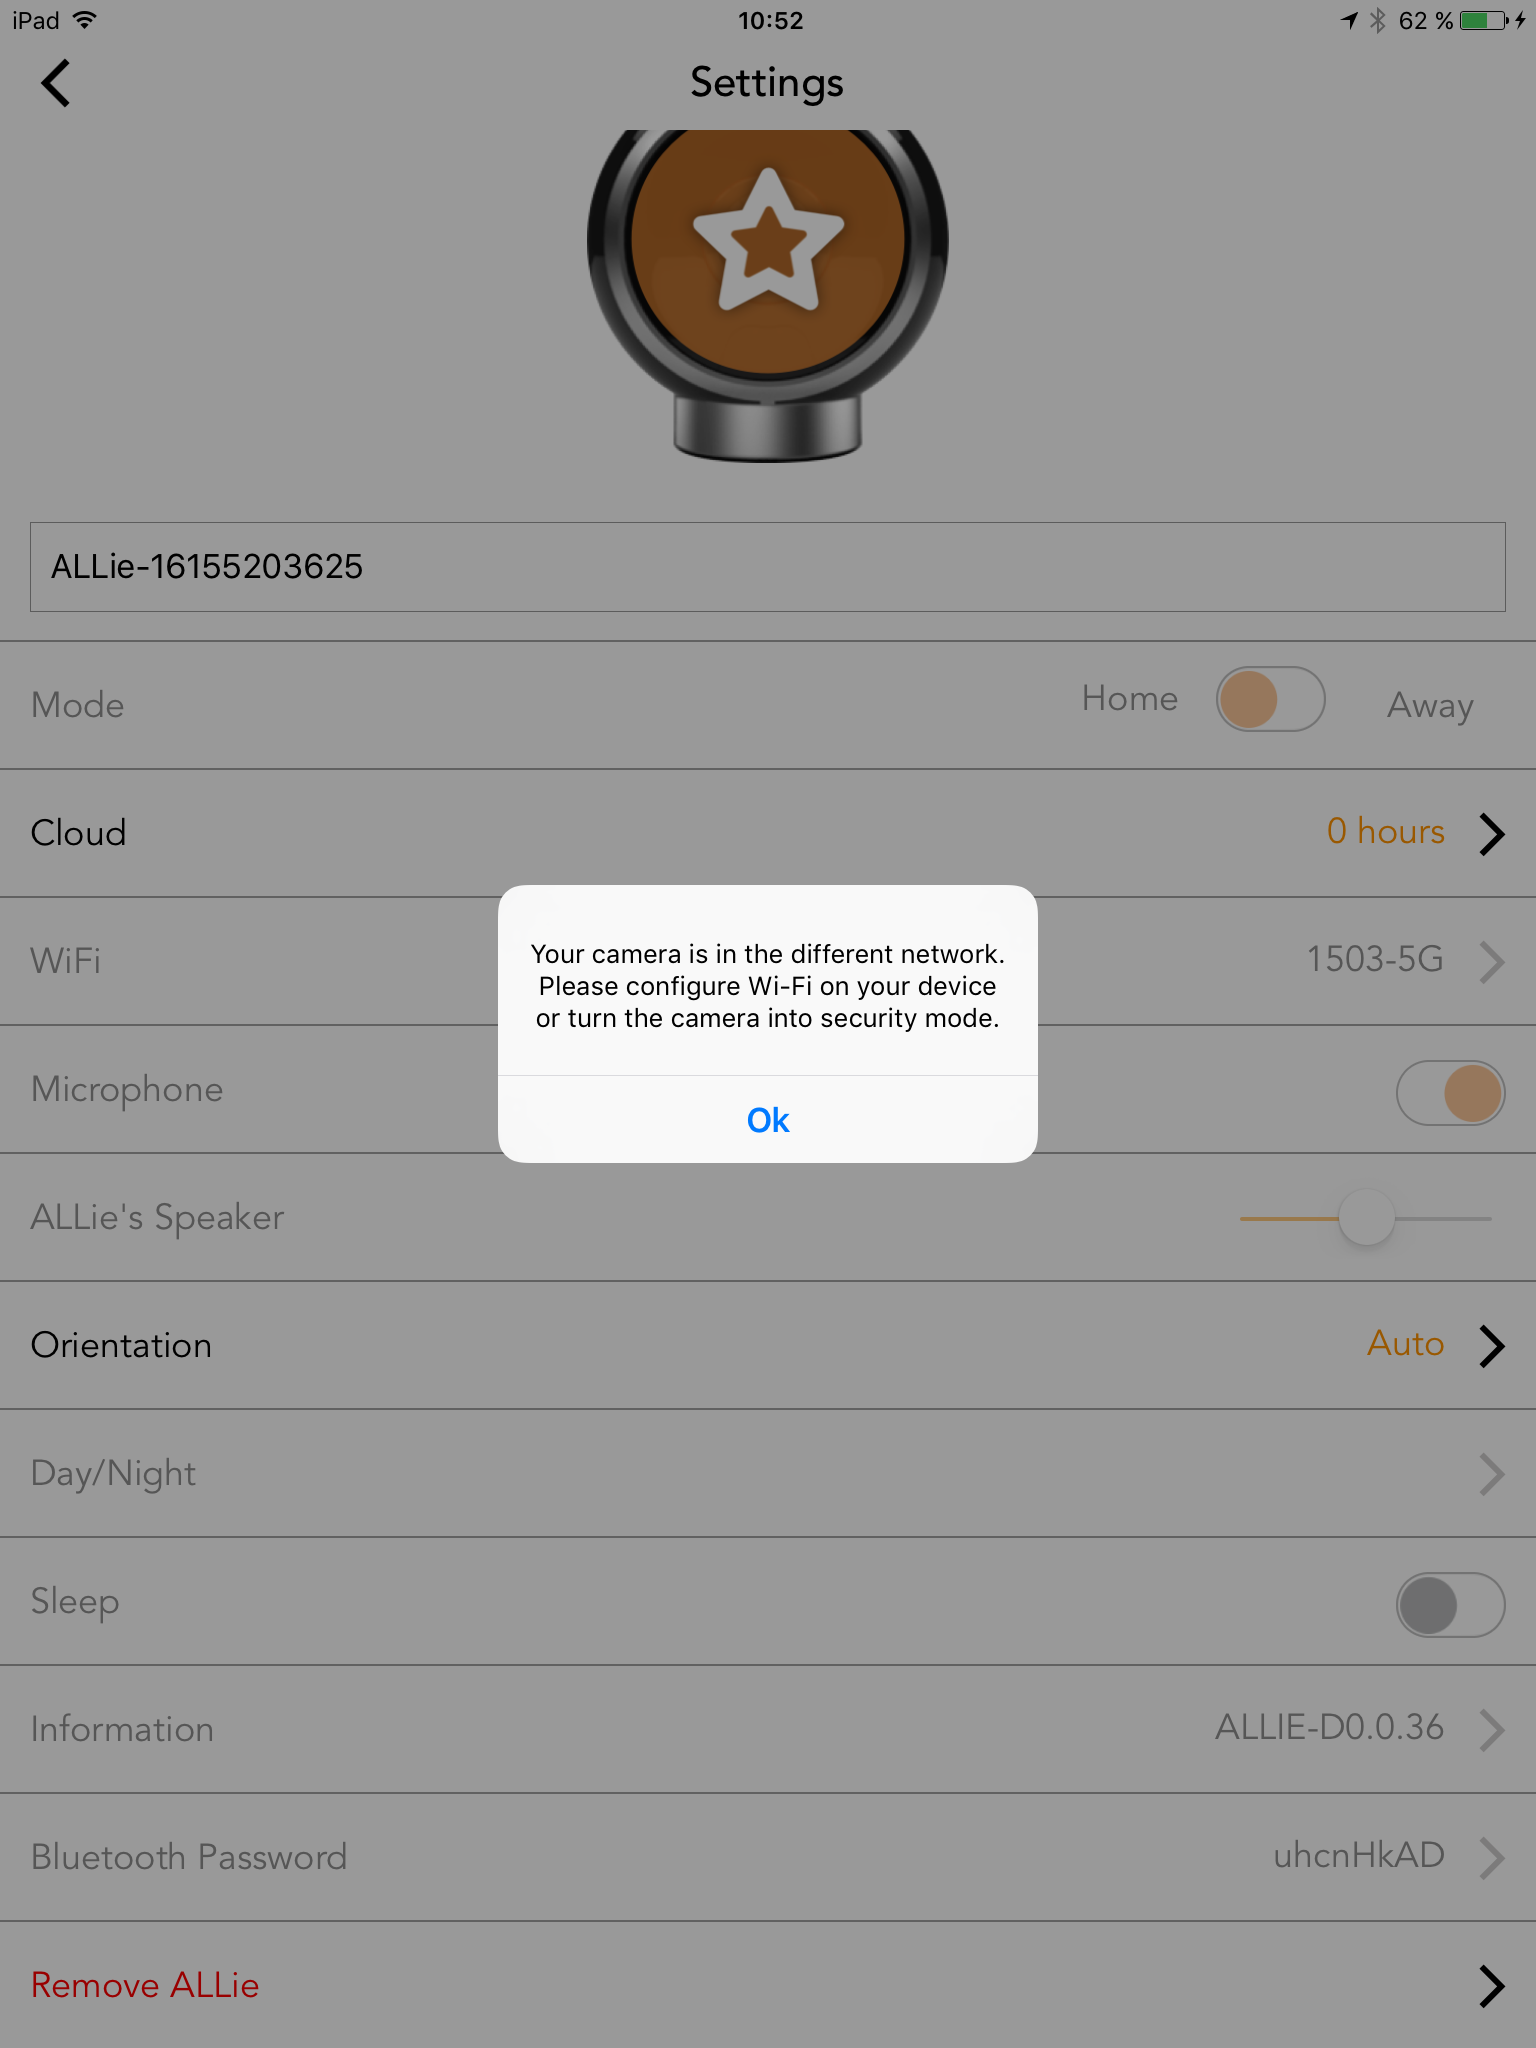 iPad 10:52 62 %
Settings
ALLie-16155203625
Mode Home Away
Cloud 0 hours
WiFi 1503-5G
Your camera is in the different network.
Please configure Wi-Fi on your device
or turn the camera into security mode.
Ok
Microphone
ALLie's Speaker
Orientation Auto
Day/Night
Sleep
Information ALLIE-D0.0.36
Bluetooth Password uhcnHkAD
Remove ALLie